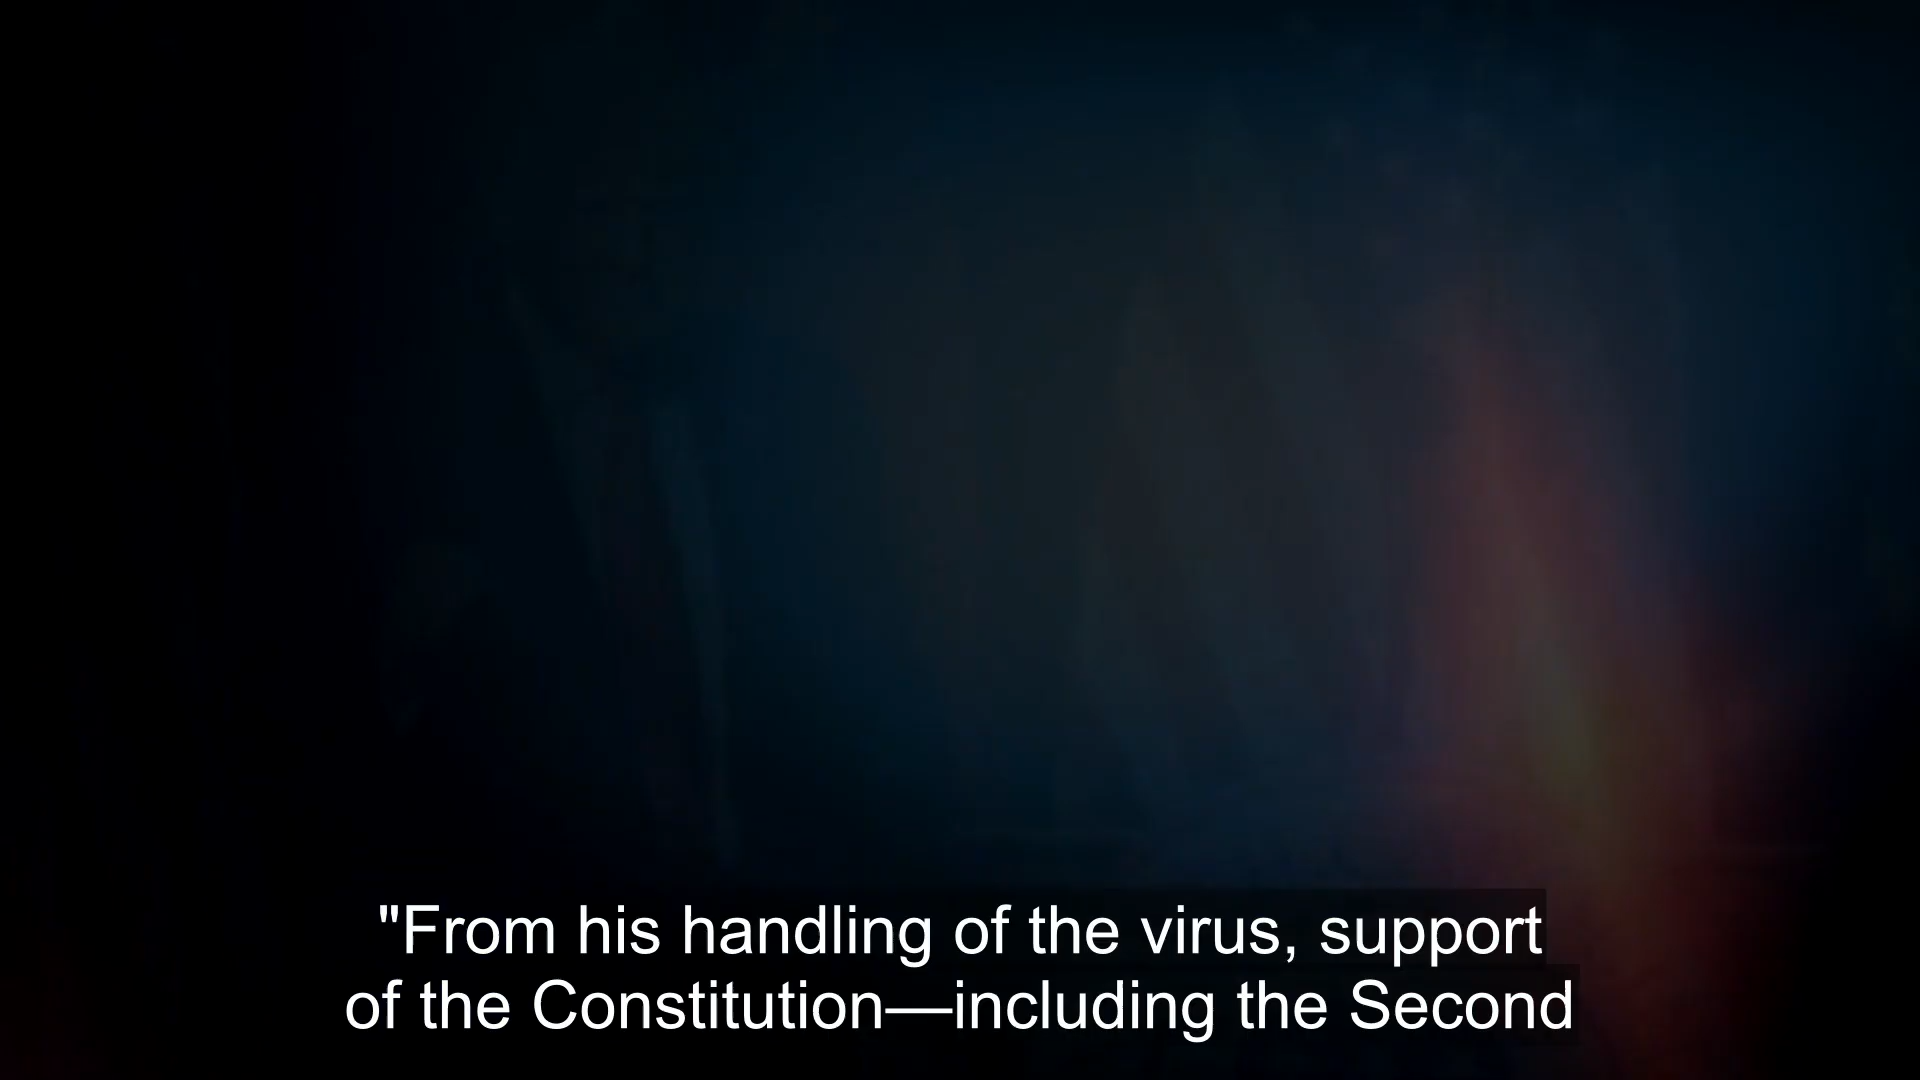 "From his handling of the virus, support
of the Constitution—including the Second